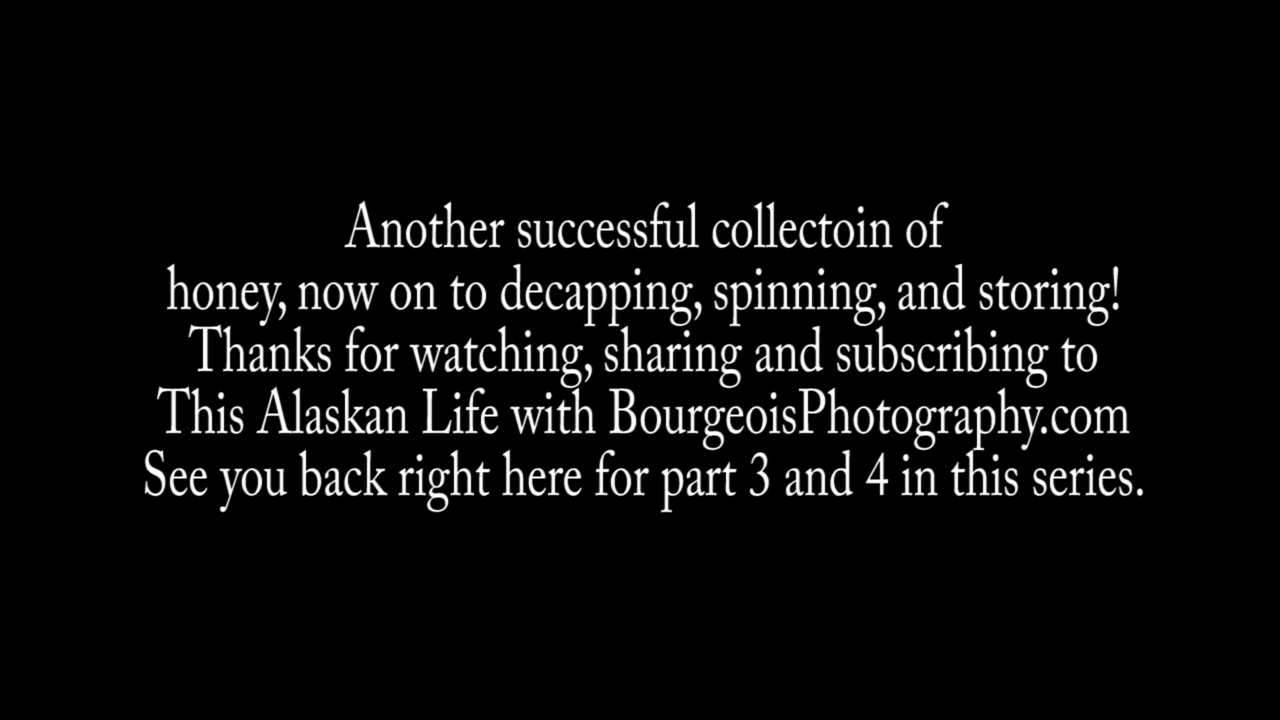 Another successful collectoin of
honey, now on to decapping, spinning, and storing!
Thanks for watching, sharing and subscribing to
This Alaskan Life with BourgeoisPhotography.com
See you back right here for part 3 and 4 in this series.